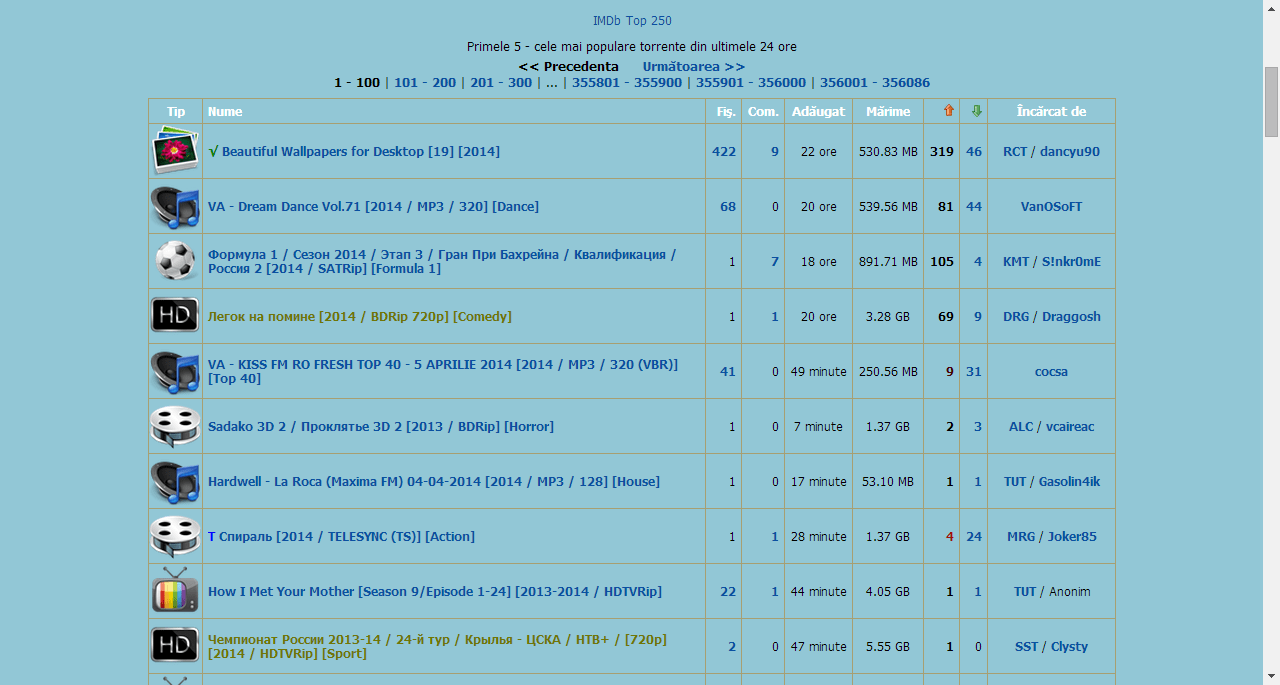 IMDb Top 250
Primele 5 - cele mai populare torrente din ultimele 24 ore
<< Precedenta Următoarea >>
1 - 100 | 101 - 200 | 201 - 300 | ... | 355801 - 355900 | 355901 - 356000 | 356001 - 356086
Tip Nume Fiş. Com. Adăugat Mărime Încărcat de
√ Beautiful Wallpapers for Desktop [19] [2014] 422 9 22 ore 530.83 MB 319 46 RCT / dancyu90
VA - Dream Dance Vol.71 [2014 / MP3 / 320] [Dance] 68 0 20 ore 539.56 MB 81 44 VanOSoFT
Формула 1 / Сезон 2014 / Этап 3 / Гран При Бахрейна / Квалификация /
Россия 2 [2014 / SATRip] [Formula 1] 1 7 18 ore 891.71 MB 105 4 KMT / S!nkr0mE
HD Легок на помине [2014 / BDRip 720p] [Comedy] 1 1 20 ore 3.28 GB 69 9 DRG / Draggosh
VA - KISS FM RO FRESH TOP 40 - 5 APRILIE 2014 [2014 / MP3 / 320 (VBR)]
[Top 40] 41 0 49 minute 250.56 MB 9 31 cocsa
Sadako 3D 2 / Проклятье 3D 2 [2013 / BDRip] [Horror] 1 0 7 minute 1.37 GB 2 3 ALC / vcaireac
Hardwell - La Roca (Maxima FM) 04-04-2014 [2014 / MP3 / 128] [House] 1 0 17 minute 53.10 MB 1 1 TUT / Gasolin4ik
T Спираль [2014 / TELESYNC (TS)] [Action] 1 1 28 minute 1.37 GB 4 24 MRG / Joker85
How I Met Your Mother [Season 9/Episode 1-24] [2013-2014 / HDTVRip] 22 1 44 minute 4.05 GB 1 1 TUT / Anonim
HD Чемпионат России 2013-14 / 24-й тур / Крылья - ЦСКА / НТВ+ / [720p]
[2014 / HDTVRip] [Sport] 2 0 47 minute 5.55 GB 1 0 SST / Clysty